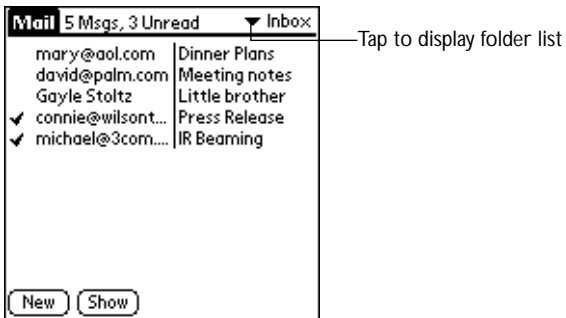 Mail 5 Msgs, 3 Unread Inbox
Tap to display folder list
mary@aol.com Dinner Plans
david@palm.com Meeting notes
Gayle Stoltz Little brother
connie@wilsont... Press Release
michael@3com.... IR Beaming
New Show